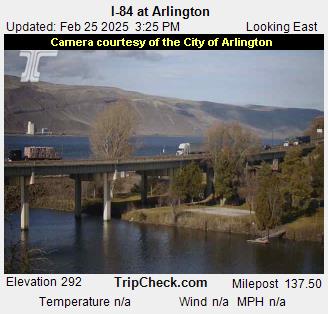 I-84 at Arlington
Updated: Feb 25 2025 3:25 PM Looking East
Camera courtesy of the City of Arlington
Elevation 292 TripCheck.com Milepost 137.50
Temperature n/a Wind n/a MPH n/a